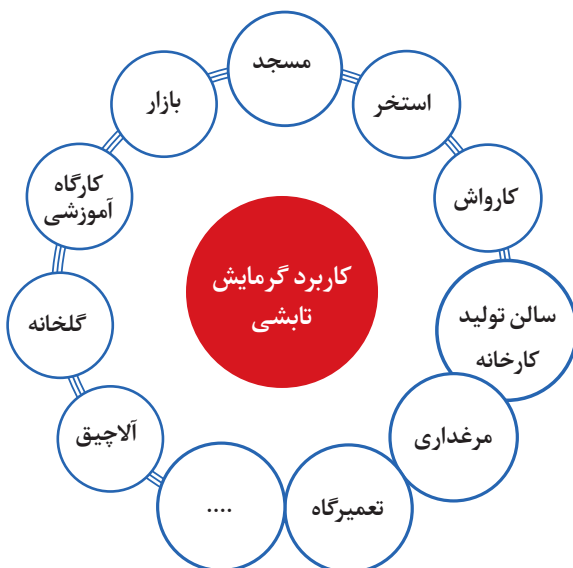 کاربرد گرمایش
تابشی
مسجد
استخر
کارواش
سالن تولید
کارخانه
مرغداری
تعمیرگاه
....
آلاچیق
گلخانه
کارگاه
آموزشی
بازار